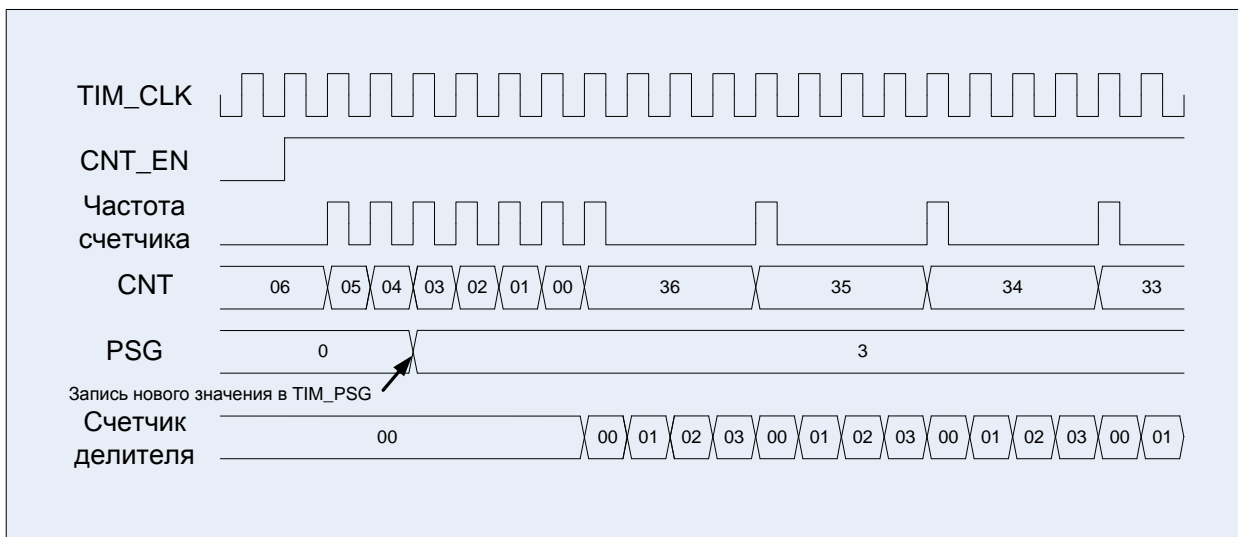 TIM_CLK
CNT_EN
Частота
счетчика
CNT
06 05 04 03 02 01 00 36 35 34 33
PSG
0 3
Запись нового значения в TIM_PSG
Счетчик
делителя
00 00 01 02 03 00 01 02 03 00 01 02 03 00 01